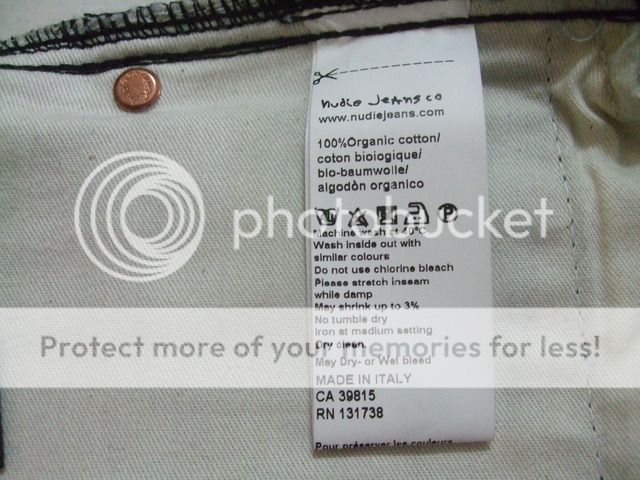 nudie jeans co
www.nudiejeans.com
100%Organic cotton/
coton bioiogique/
bio-baumwolle/
algodòn organico
photobucket
Machine wash at 40°C
Wash inside out with
similar colours
Do not use chlorine bleach
Please stretch inseam
while damp
May shrink up to 3%
No tumble dry
Iron at medium setting
Protect more of your memories for less!
Dry clean.
May Dry- or Wet bleed
MADE IN ITALY
CA 39815
RN 131738
Pour préserver les couleurs